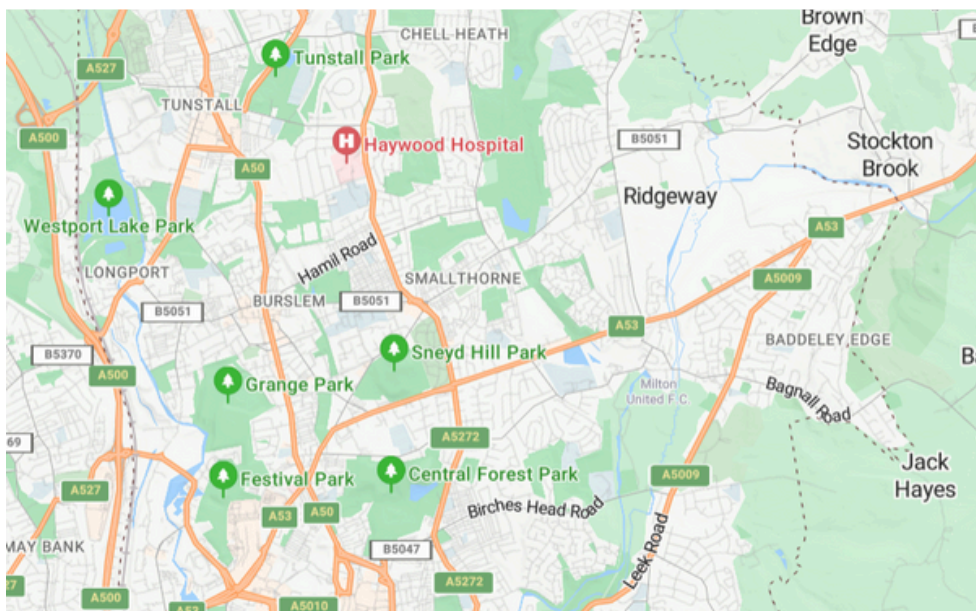 Brown
Edge
CHELL HEATH
Tunstall Park
A527
TUNSTALL
A500
Haywood Hospital
B5051
Stockton
Brook
A50
Ridgeway
Westport Lake Park
A53
Hamil Road
LONGPORT
SMALLTHORNE
A5009
B5051
BURSLEM
B5051
A53
BADDELEY EDGE
B5370
Sneyd Hill Park
A500
Grange Park
Milton
United F.C.
Bagnall Road
69
A5272
Jack
Hayes
Festival Park
Central Forest Park
A5009
A527
A53
A50
Birches Head Road
MAY BANK
B5047
Leek Road
27
A5272
A500
A53
A5010